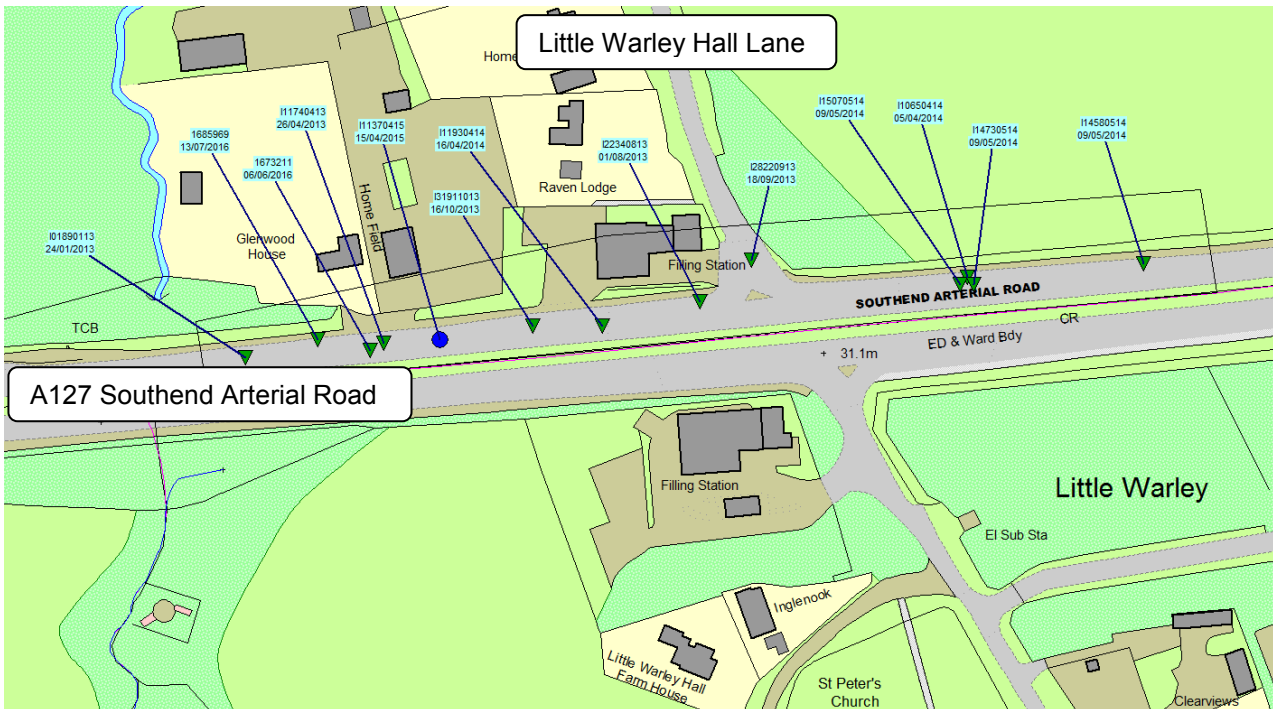 Little Warley Hall Lane
Home
I11740413
26/04/2013
I11370415
15/04/2015
1685969
13/07/2016
I11930414
16/04/2014
I22340813
01/08/2013
I15070514
09/05/2014
I10650414
05/04/2014
I14730514
09/05/2014
I14580514
09/05/2014
1673211
06/06/2016
I28220913
18/09/2013
I31911013
16/10/2013
Raven Lodge
Home Field
I01890113
24/01/2013
Glenwood
House
Filling Station
SOUTHEND ARTERIAL ROAD
TCB
CR
ED & Ward Bdy
+ 31.1m
A127 Southend Arterial Road
Filling Station
Little Warley
El Sub Sta
Inglenook
Little Warley Hall
Farm House
St Peter's
Church
Clearviews